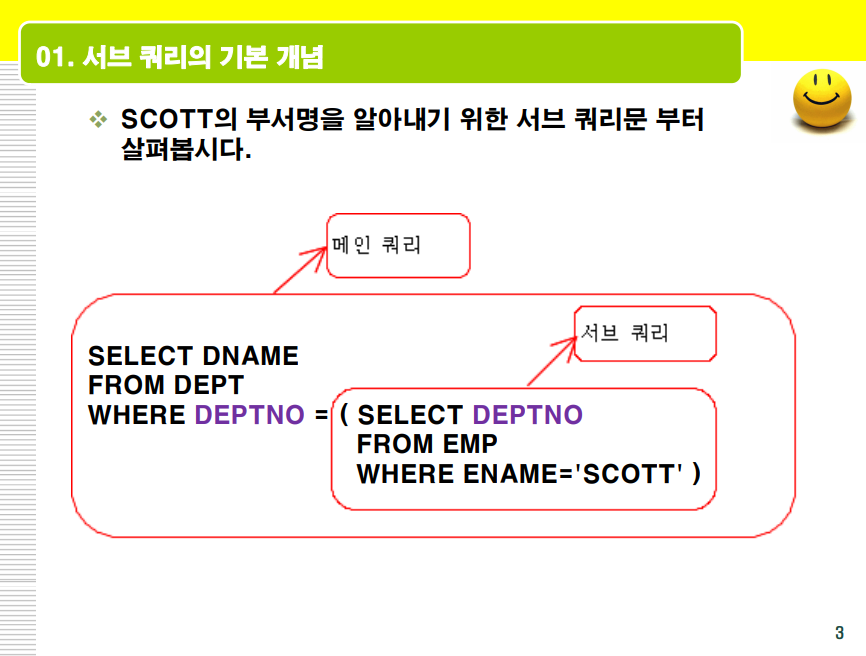 01. 서브 쿼리의 기본 개념
❖ SCOTT의 부서명을 알아내기 위한 서브 쿼리문 부터
살펴봅시다.
메인 쿼리
서브 쿼리
SELECT DNAME
FROM DEPT
WHERE DEPTNO = ( SELECT DEPTNO
FROM EMP
WHERE ENAME='SCOTT' )
3